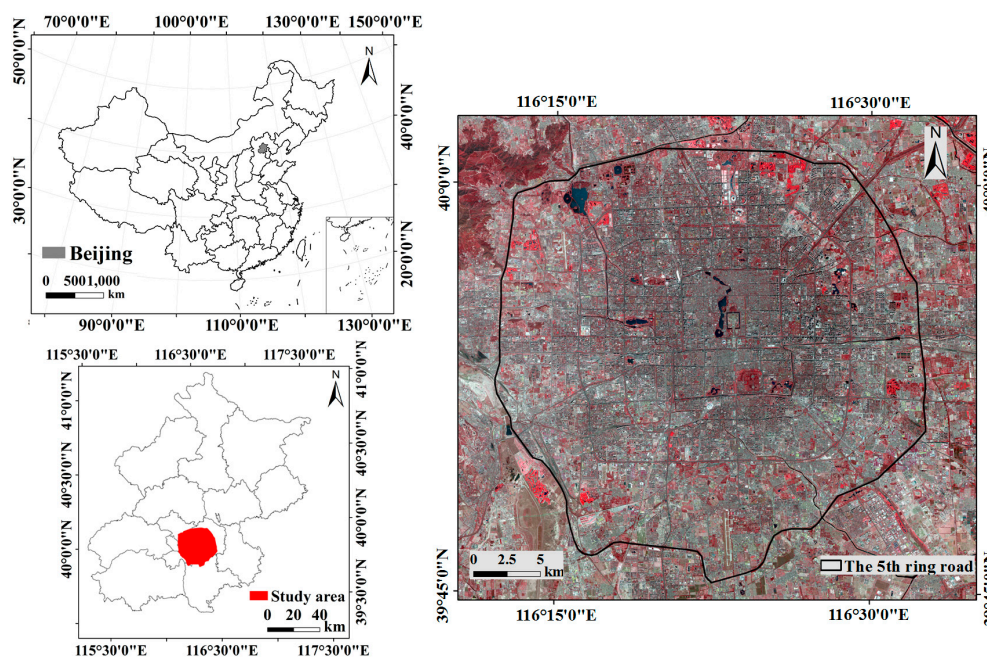 70°0'0"E 100°0'0"E 130°0'0"E 150°0'0"E
50°0'0"N
40°0'0"N
30°0'0"N
20°0'0"N
N
Beijing
0 500 1,000
km
90°0'0"E 110°0'0"E 130°0'0"E
115°30'0"E 116°30'0"E 117°30'0"E
41°0'0"N
41°0'0"N
40°30'0"N
40°30'0"N
40°0'0"N
40°0'0"N
39°30'0"N
N
Study area
0 20 40
km
115°30'0"E 116°30'0"E 117°30'0"E
116°15'0"E 116°30'0"E
N
40°0'0"N
39°45'0"N
0 2.5 5
km
The 5th ring road
116°15'0"E 116°30'0"E